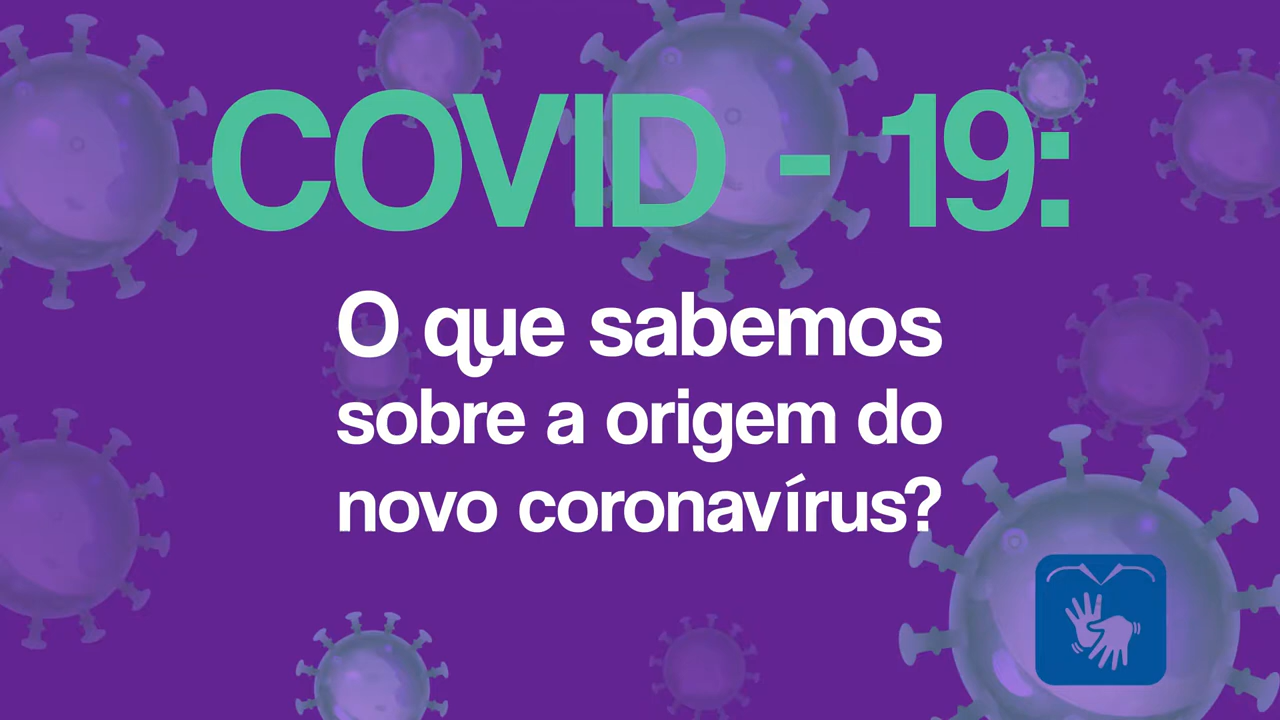 COVID - 19:
O que sabemos
sobre a origem do
novo coronavírus?